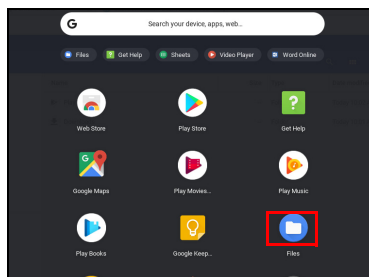 G Search your device, apps, web...
Files Get Help Sheets Video Player Word Online
Web Store Play Store Get Help
G
Google Maps Play Movies... Play Music
Play Books Google Keep... Files